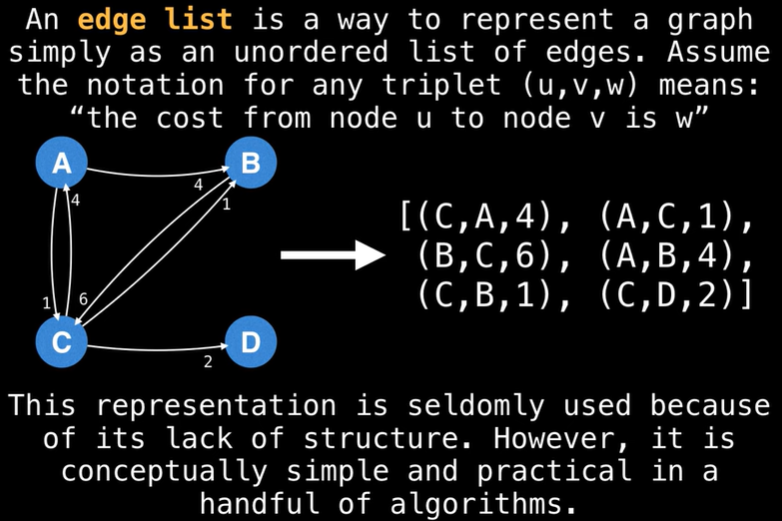 An edge list is a way to represent a graph
simply as an unordered list of edges. Assume
the notation for any triplet (u,v,w) means:
“the cost from node u to node v is w”
A
B
4
4
1
[(C,A,4), (A,C,1),
(B,C,6), (A,B,4),
(C,B,1), (C,D,2)]
1
6
C
D
2
This representation is seldomly used because
of its lack of structure. However, it is
conceptually simple and practical in a
handful of algorithms.